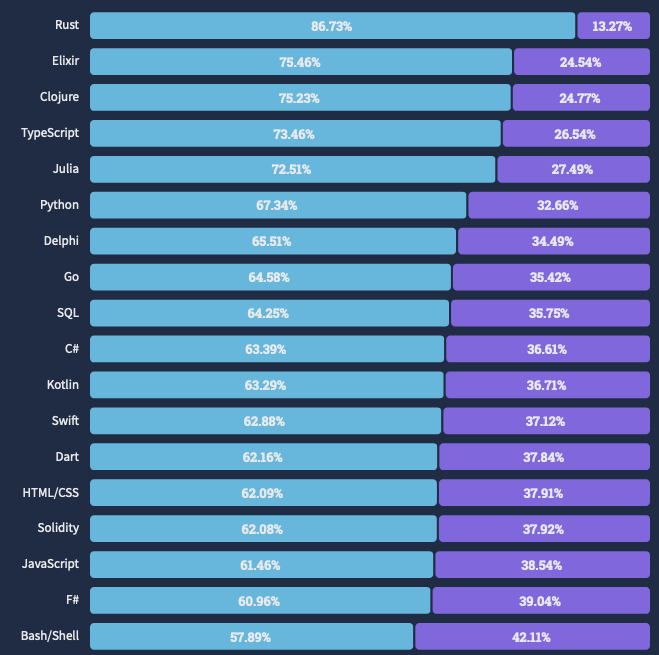 Rust 86.73% 13.27%
Elixir 75.46% 24.54%
Clojure 75.23% 24.77%
TypeScript 73.46% 26.54%
Julia 72.51% 27.49%
Python 67.34% 32.66%
Delphi 65.51% 34.49%
Go 64.58% 35.42%
SQL 64.25% 35.75%
C# 63.39% 36.61%
Kotlin 63.29% 36.71%
Swift 62.88% 37.12%
Dart 62.16% 37.84%
HTML/CSS 62.09% 37.91%
Solidity 62.08% 37.92%
JavaScript 61.46% 38.54%
F# 60.96% 39.04%
Bash/Shell 57.89% 42.11%